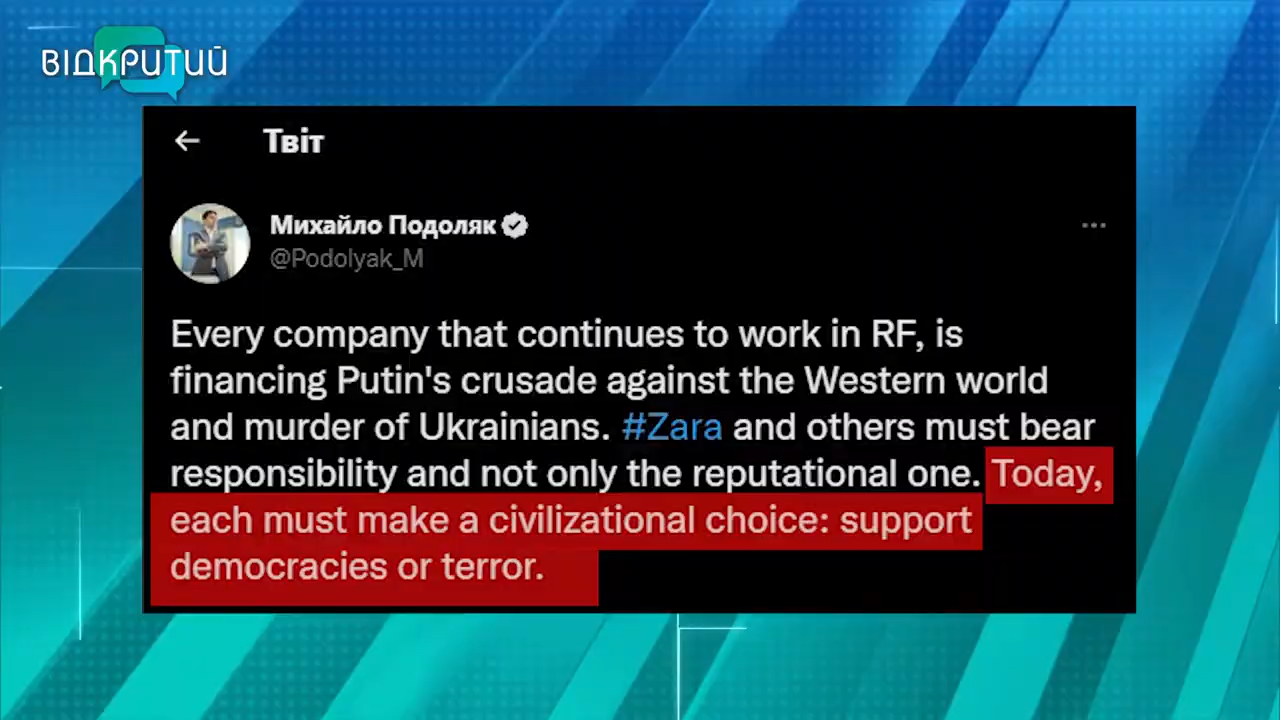 ВІДКРИТИЙ
Твіт
Михайло Подоляк
@Podolyak_M
Every company that continues to work in RF, is
financing Putin's crusade against the Western world
and murder of Ukrainians. #Zara and others must bear
responsibility and not only the reputational one. Today,
each must make a civilizational choice: support
democracies or terror.